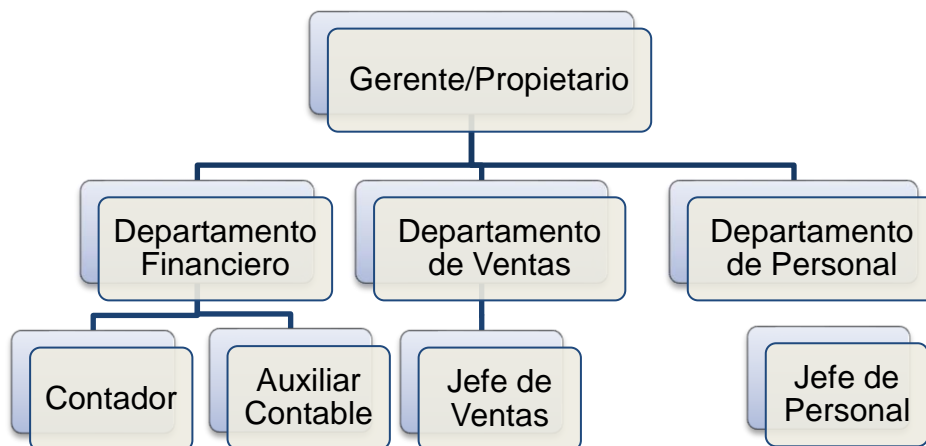 Gerente/Propietario
Departamento
Financiero
Departamento
de Ventas
Departamento
de Personal
Contador
Auxiliar
Contable
Jefe de
Ventas
Jefe de
Personal